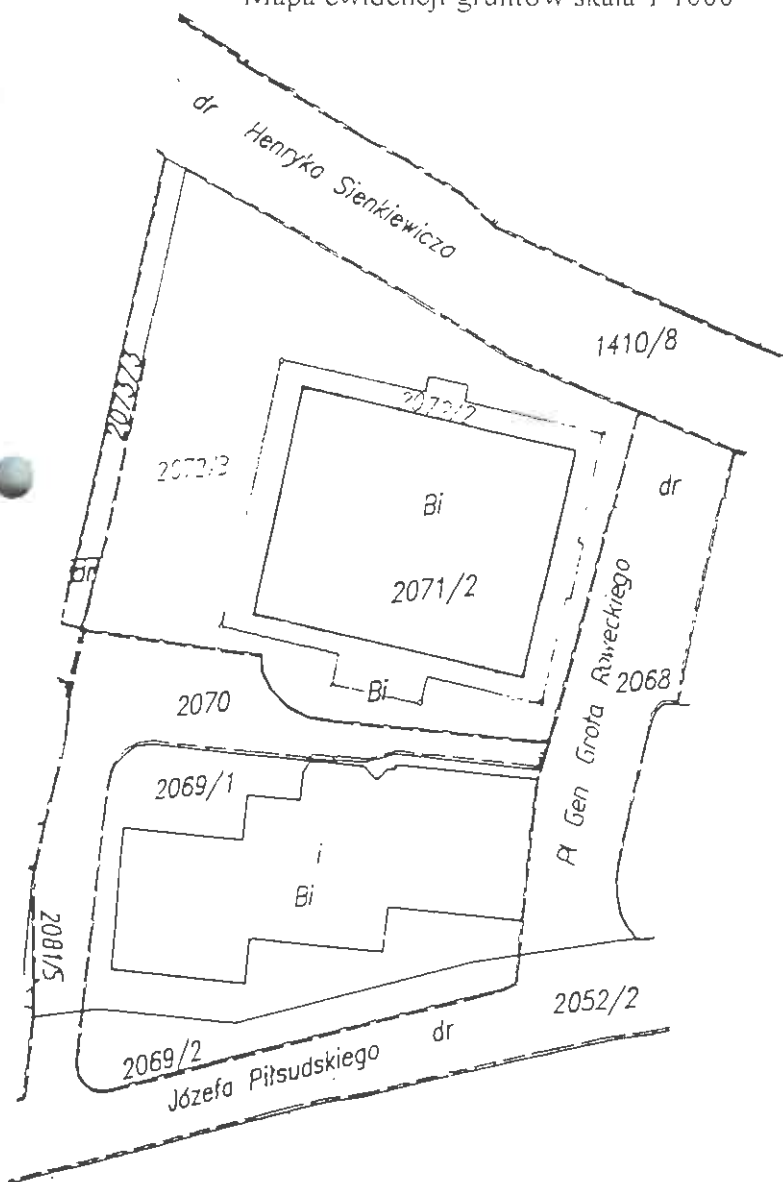 Mapa ewidencji gruntów skala 1 1000
dr Henryka Sienkiewicza
1410/8
2073/3
2072/2
2072/3
dr
Bi
2071/2
dr
Pl Gen Grota Roweckiego
2068
Bi
2070
2069/1
i
Bi
2081/5
2052/2
2069/2
Józefa Piłsudskiego dr